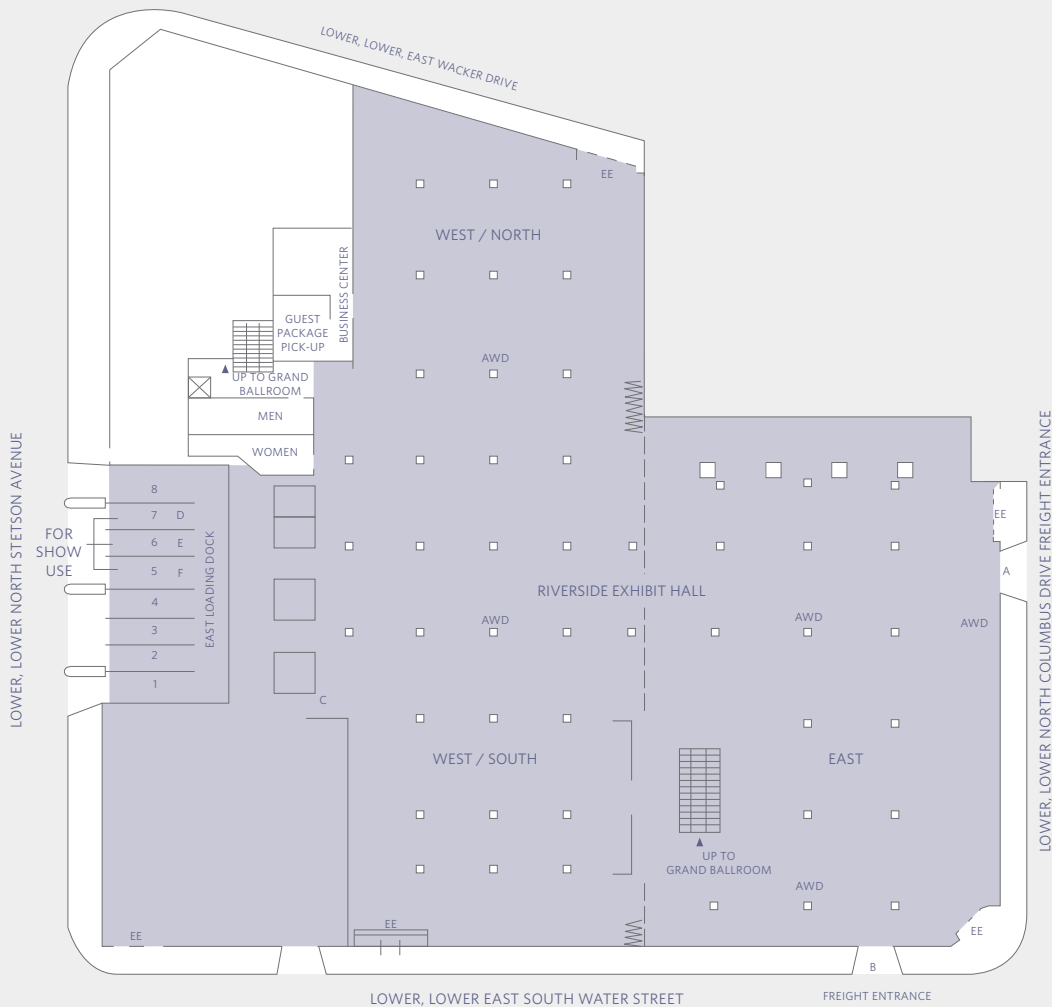 LOWER, LOWER, EAST WACKER DRIVE
EE
WEST / NORTH
BUSINESS CENTER
GUEST
PACKAGE
PICK-UP
AWD
UP TO GRAND
BALLROOM
MEN
WOMEN
LOWER, LOWER NORTH STETSON AVENUE
FOR
SHOW
USE
8
7 D
6 E
5 F
4
3
2
1
EAST LOADING DOCK
C
RIVERSIDE EXHIBIT HALL
AWD
AWD
AWD
EE
A
LOWER, LOWER NORTH COLUMBUS DRIVE FREIGHT ENTRANCE
WEST / SOUTH
EAST
UP TO
GRAND BALLROOM
AWD
EE
EE
EE
B
FREIGHT ENTRANCE
LOWER, LOWER EAST SOUTH WATER STREET